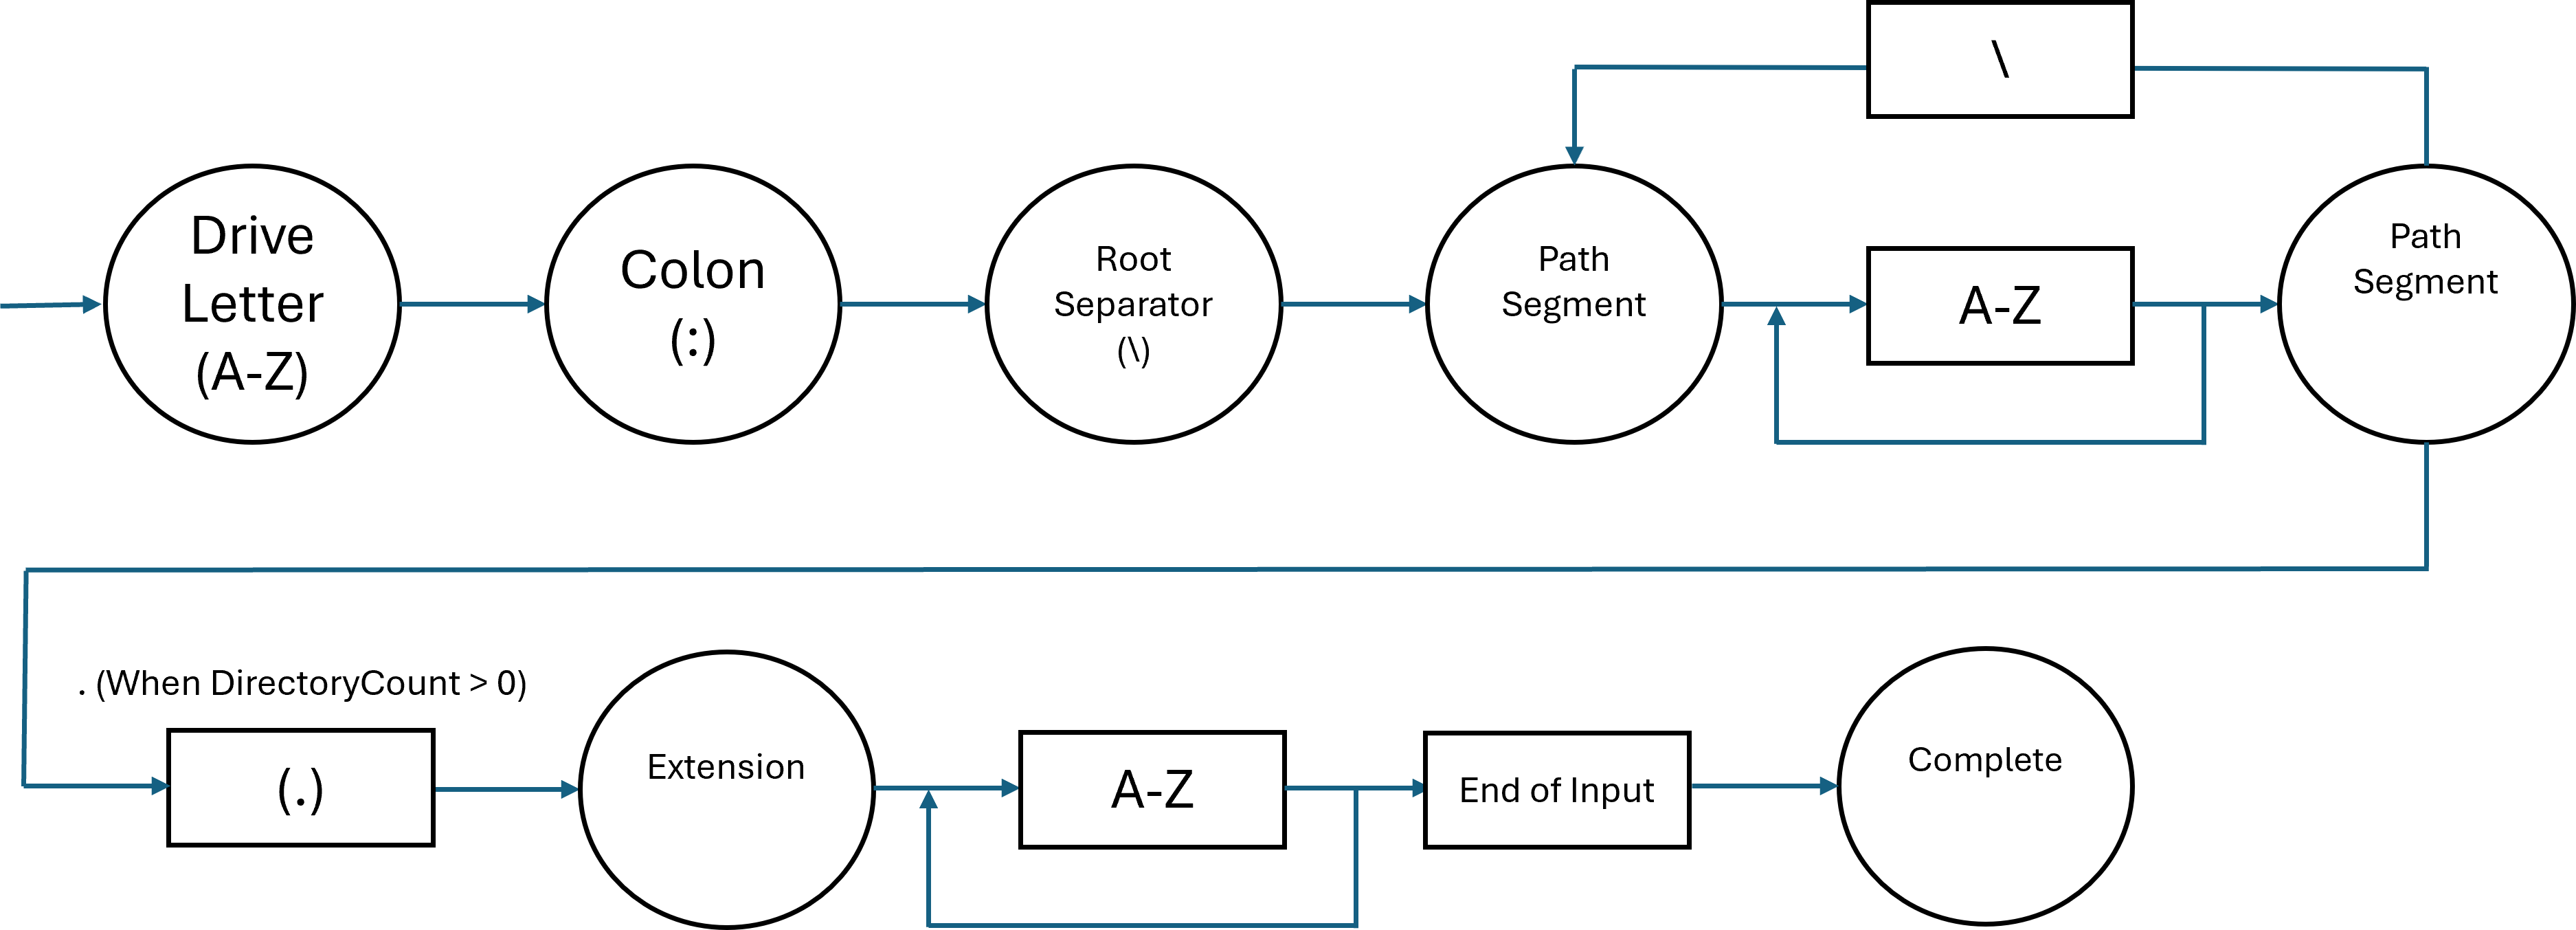 \
Drive
Letter
(A-Z)
Colon
(:)
Root
Separator
(\)
Path
Segment
A-Z
Path
Segment
. (When DirectoryCount > 0)
(.)
Extension
A-Z
End of Input
Complete